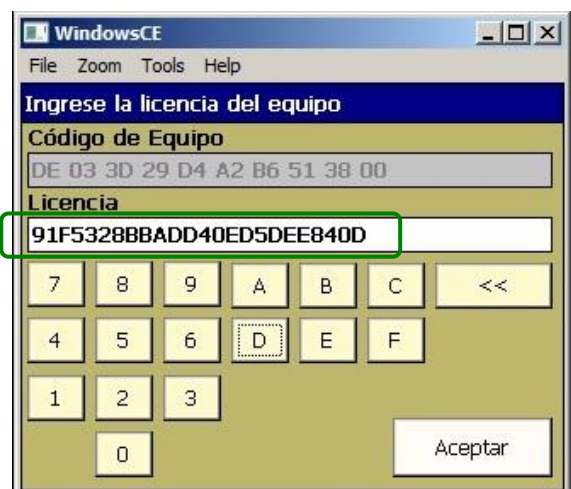 WindowsCE
File Zoom Tools Help
Ingrese la licencia del equipo
Código de Equipo
DE 03 3D 29 D4 A2 B6 51 38 00
Licencia
91F5328BBADD40ED5DEE840D
7 8 9 A B C <<
4 5 6 D E F
1 2 3
0 Aceptar